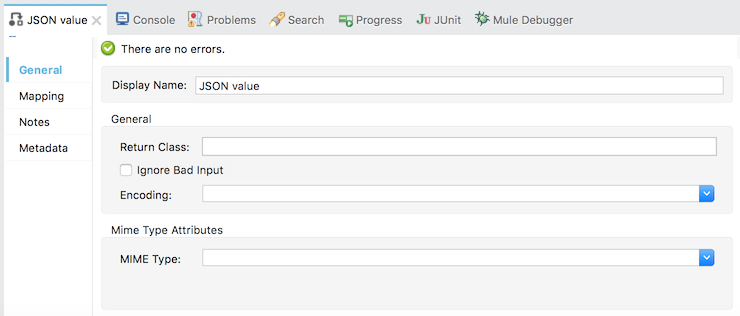 JSON value Console Problems Search Progress JU JUnit Mule Debugger
There are no errors.
General
Mapping
Notes
Metadata
Display Name: JSON value
General
Return Class:
Ignore Bad Input
Encoding:
Mime Type Attributes
MIME Type: